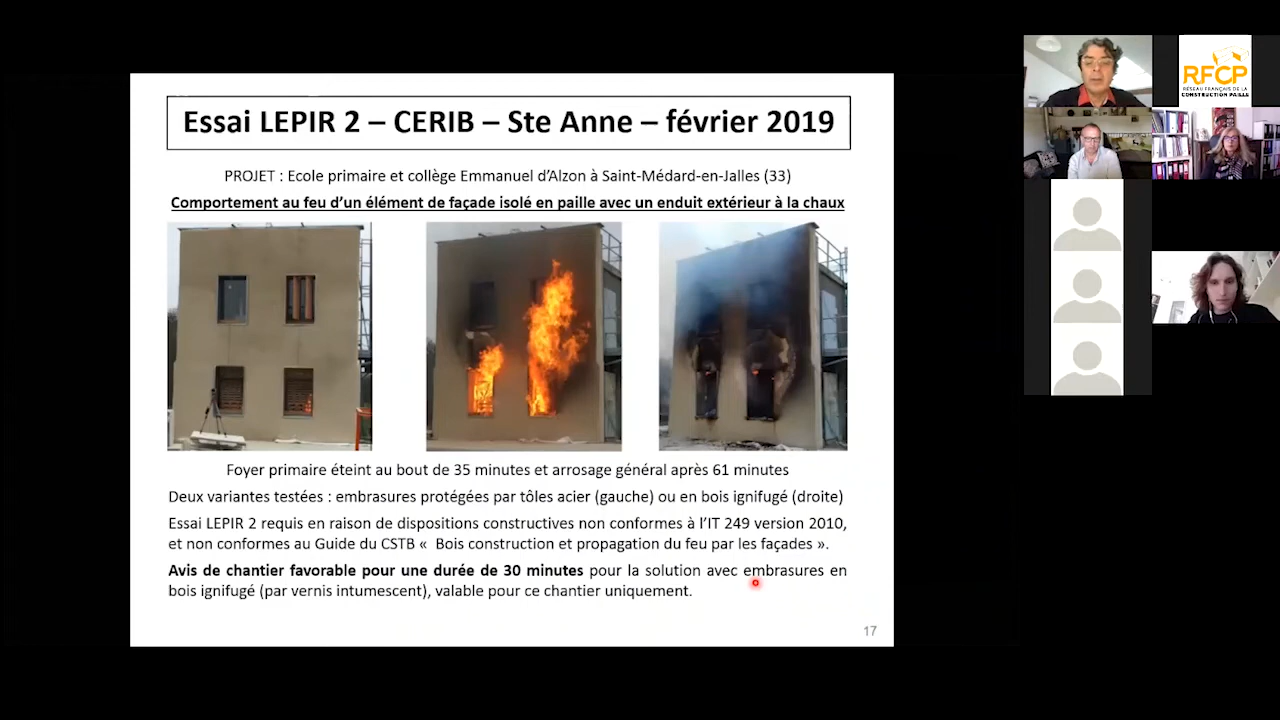 Essai LEPIR 2 – CERIB – Ste Anne – février 2019
PROJET : Ecole primaire et collège Emmanuel d'Alzon à Saint-Médard-en-Jalles (33)
Comportement au feu d'un élément de façade isolé en paille avec un enduit extérieur à la chaux
Foyer primaire éteint au bout de 35 minutes et arrosage général après 61 minutes
Deux variantes testées : embrasures protégées par tôles acier (gauche) ou en bois ignifugé (droite)
Essai LEPIR 2 requis en raison de dispositions constructives non conformes à l'IT 249 version 2010,
et non conformes au Guide du CSTB « Bois construction et propagation du feu par les façades ».
Avis de chantier favorable pour une durée de 30 minutes pour la solution avec embrasures en
bois ignifugé (par vernis intumescent), valable pour ce chantier uniquement.
17
RFCP
RÉSEAU FRANÇAIS DE LA
CONSTRUCTION PAILLE